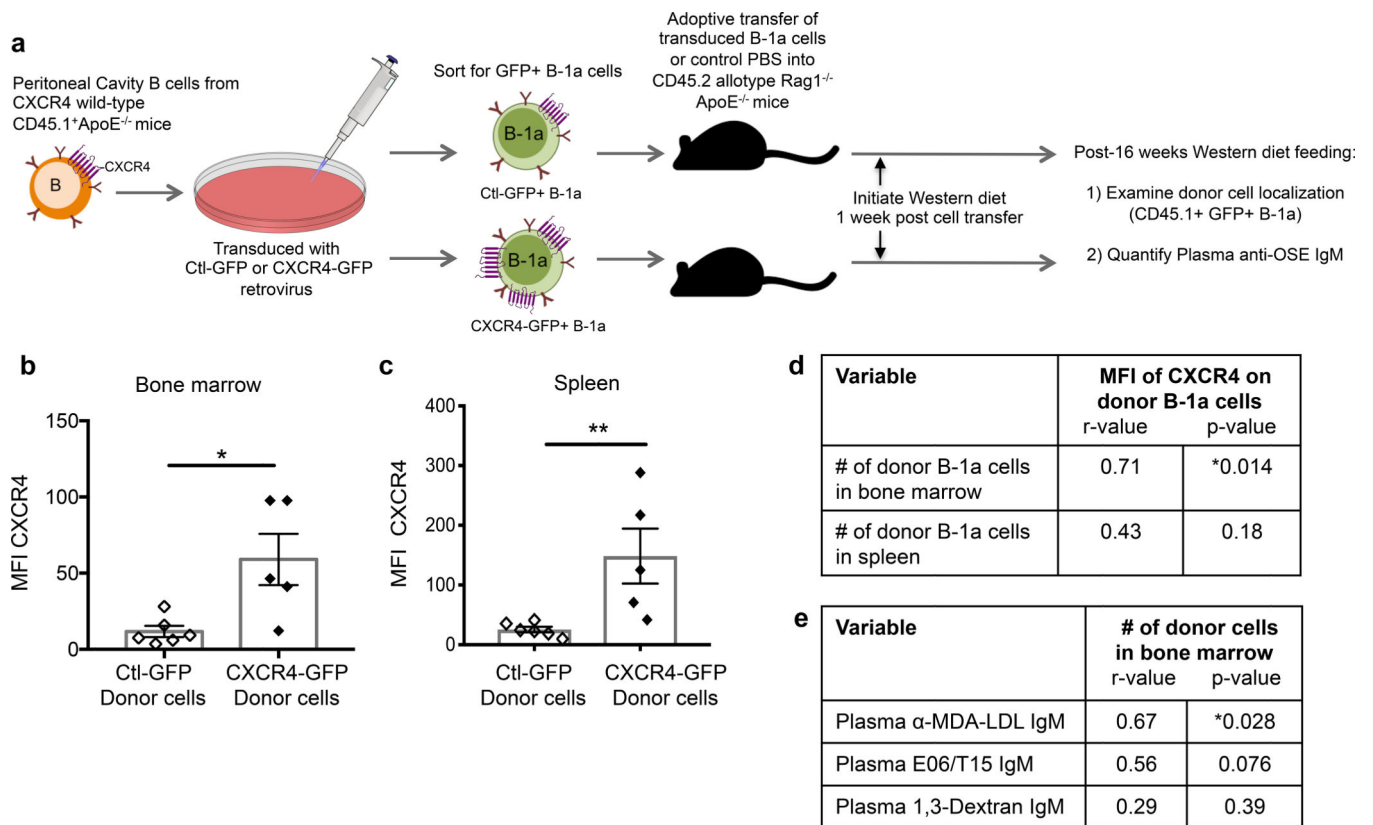 a
Peritoneal Cavity B cells from
CXCR4 wild-type
CD45.1+ApoE-/- mice
B
CXCR4
Transduced with
Ctl-GFP or CXCR4-GFP
retrovirus
Sort for GFP+ B-1a cells
B-1a
Ctl-GFP+ B-1a
B-1a
CXCR4-GFP+ B-1a
Adoptive transfer of
transduced B-1a cells
or control PBS into
CD45.2 allotype Rag1-/-
ApoE-/- mice
Initiate Western diet
1 week post cell transfer
Post-16 weeks Western diet feeding:
1) Examine donor cell localization
(CD45.1+ GFP+ B-1a)
2) Quantify Plasma anti-OSE IgM
b
Bone marrow
MFI CXCR4
150
100
50
0
*
Ctl-GFP
Donor cells
CXCR4-GFP
Donor cells
c
Spleen
MFI CXCR4
400
300
200
100
0
**
Ctl-GFP
Donor cells
CXCR4-GFP
Donor cells
d
Variable
MFI of CXCR4 on
donor B-1a cells
r-value p-value
# of donor B-1a cells
in bone marrow
0.71 *0.014
# of donor B-1a cells
in spleen
0.43 0.18
e
Variable
# of donor cells
in bone marrow
r-value p-value
Plasma α-MDA-LDL IgM 0.67 *0.028
Plasma E06/T15 IgM 0.56 0.076
Plasma 1,3-Dextran IgM 0.29 0.39